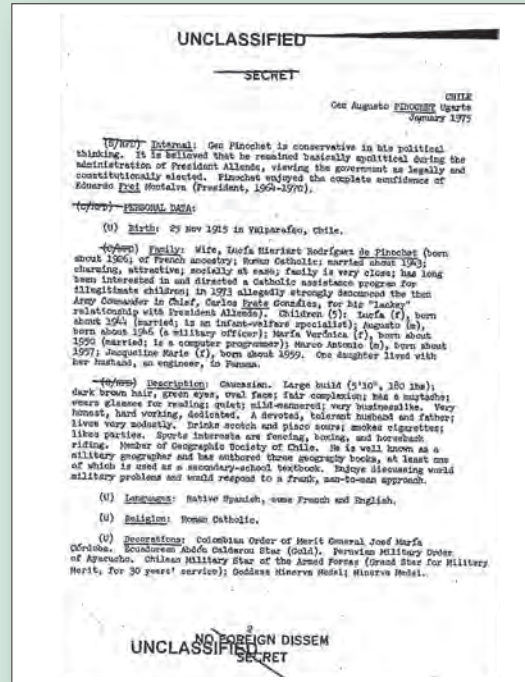 UNCLASSIFIED
SECRET
CHILE
Gen Augusto PINOCHET Ugarte
January 1975
(S/NFD) Internal: Gen Pinochet is conservative in his political
thinking. It is believed that he remained basically apolitical during the
administration of President Allende, viewing the government as legally and
constitutionally elected. Pinochet enjoyed the complete confidence of
Eduardo Frei Montalva (President, 1964-1970).
(C/NFD) PERSONAL DATA:
(U) Birth: 25 Nov 1915 in Valparaíso, Chile.
(C/NFD) Family: Wife, Lucía Hieriart Rodríguez de Pinochet (born
about 1926; of French ancestry; Roman Catholic; married about 1943;
charming, attractive; socially at ease; family is very close; has long
been interested in and directed a Catholic assistance program for
illegitimate children; in 1973 allegedly strongly denounced the then
Army Commander in Chief, Carlos Prats Gonzáles, for his "lackey"
relationship with President Allende). Children (5): Lucía (f), born
about 1944 (married; is an infant-welfare specialist); Augusto (m),
born about 1946 (a military officer); María Verónica (f), born about
1950 (married; is a computer programmer); Marco Antonio (m), born about
1957; Jacqueline Marie (f), born about 1959. One daughter lived with
her husband, an engineer, in Panama.
Description: Caucasian. Large build (5'10", 180 lbs);
dark brown hair, green eyes, oval face; fair complexion; has a mustache;
wears glasses for reading; quiet; mild-mannered; very businesslike. Very
honest, hard working, dedicated. A devoted, tolerant husband and father;
lives very modestly. Drinks scotch and pisco sours; smokes cigarettes;
likes parties. Sports interests are fencing, boxing, and horseback
riding. Member of Geographic Society of Chile. He is well known as a
military geographer and has authored three geography books, at least one
of which is used as a secondary-school textbook. Enjoys discussing world
military problems and would respond to a frank, man-to-man approach.
(U) Languages: Native Spanish, some French and English.
(U) Religion: Roman Catholic.
(U) Decorations: Colombian Order of Merit General José María
Córdoba. Ecuadorean Abdón Calderou Star (Gold). Peruvian Military Order
of Ayacucho. Chilean Military Star of the Armed Forces (Grand Star for Military
Merit, for 30 years' service); Goddess Minerva Medal; Minerva Medal.
2
NO FOREIGN DISSEM
UNCLASSIFIED
SECRET